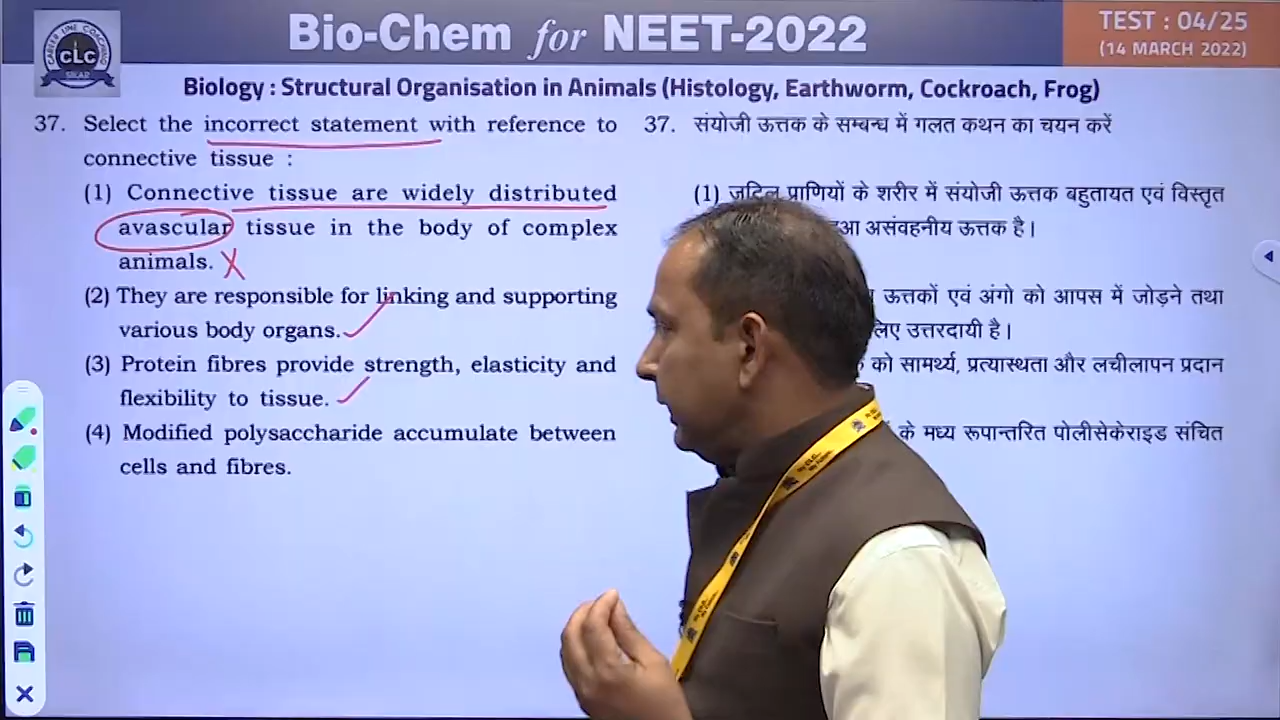 Bio-Chem for NEET-2022
TEST : 04/25
(14 MARCH 2022)
CAREER LINE COACHING
CLC
SIKAR
Biology : Structural Organisation in Animals (Histology, Earthworm, Cockroach, Frog)
37. Select the incorrect statement with reference to
connective tissue :
(1) Connective tissue are widely distributed
avascular tissue in the body of complex
animals.
(2) They are responsible for linking and supporting
various body organs.
(3) Protein fibres provide strength, elasticity and
flexibility to tissue.
(4) Modified polysaccharide accumulate between
cells and fibres.
37. संयोजी ऊत्तक के सम्बन्ध में गलत कथन का चयन करें
(1) जटिल प्राणियों के शरीर में संयोजी ऊत्तक बहुतायत एवं विस्तृत
हुआ असंवहनीय ऊत्तक है।
ऊत्तकों एवं अंगो को आपस में जोड़ने तथा
लिए उत्तरदायी है।
को सामर्थ्य, प्रत्यास्थता और लचीलापन प्रदान
के मध्य रूपान्तरित पोलीसेकेराइड संचित